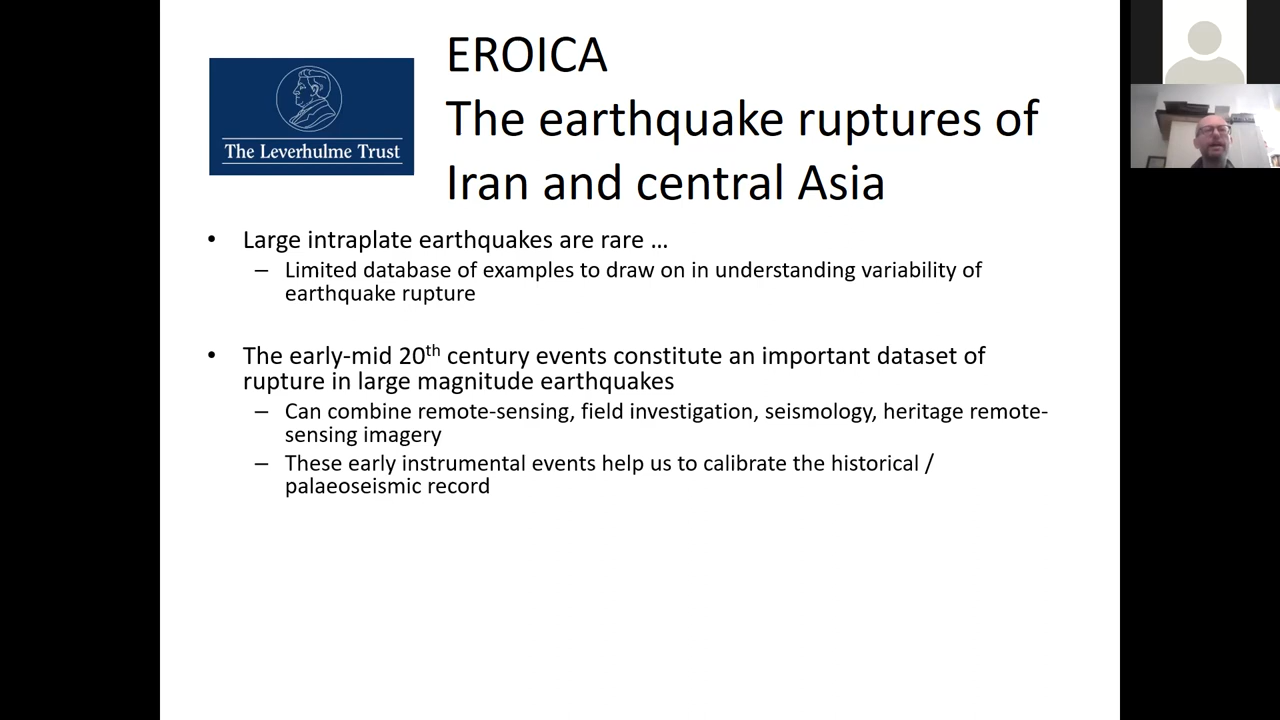 EROICA
The earthquake ruptures of
Iran and central Asia
The Leverhulme Trust
• Large intraplate earthquakes are rare …
– Limited database of examples to draw on in understanding variability of
earthquake rupture
• The early-mid 20th century events constitute an important dataset of
rupture in large magnitude earthquakes
– Can combine remote-sensing, field investigation, seismology, heritage remote-
sensing imagery
– These early instrumental events help us to calibrate the historical /
palaeoseismic record